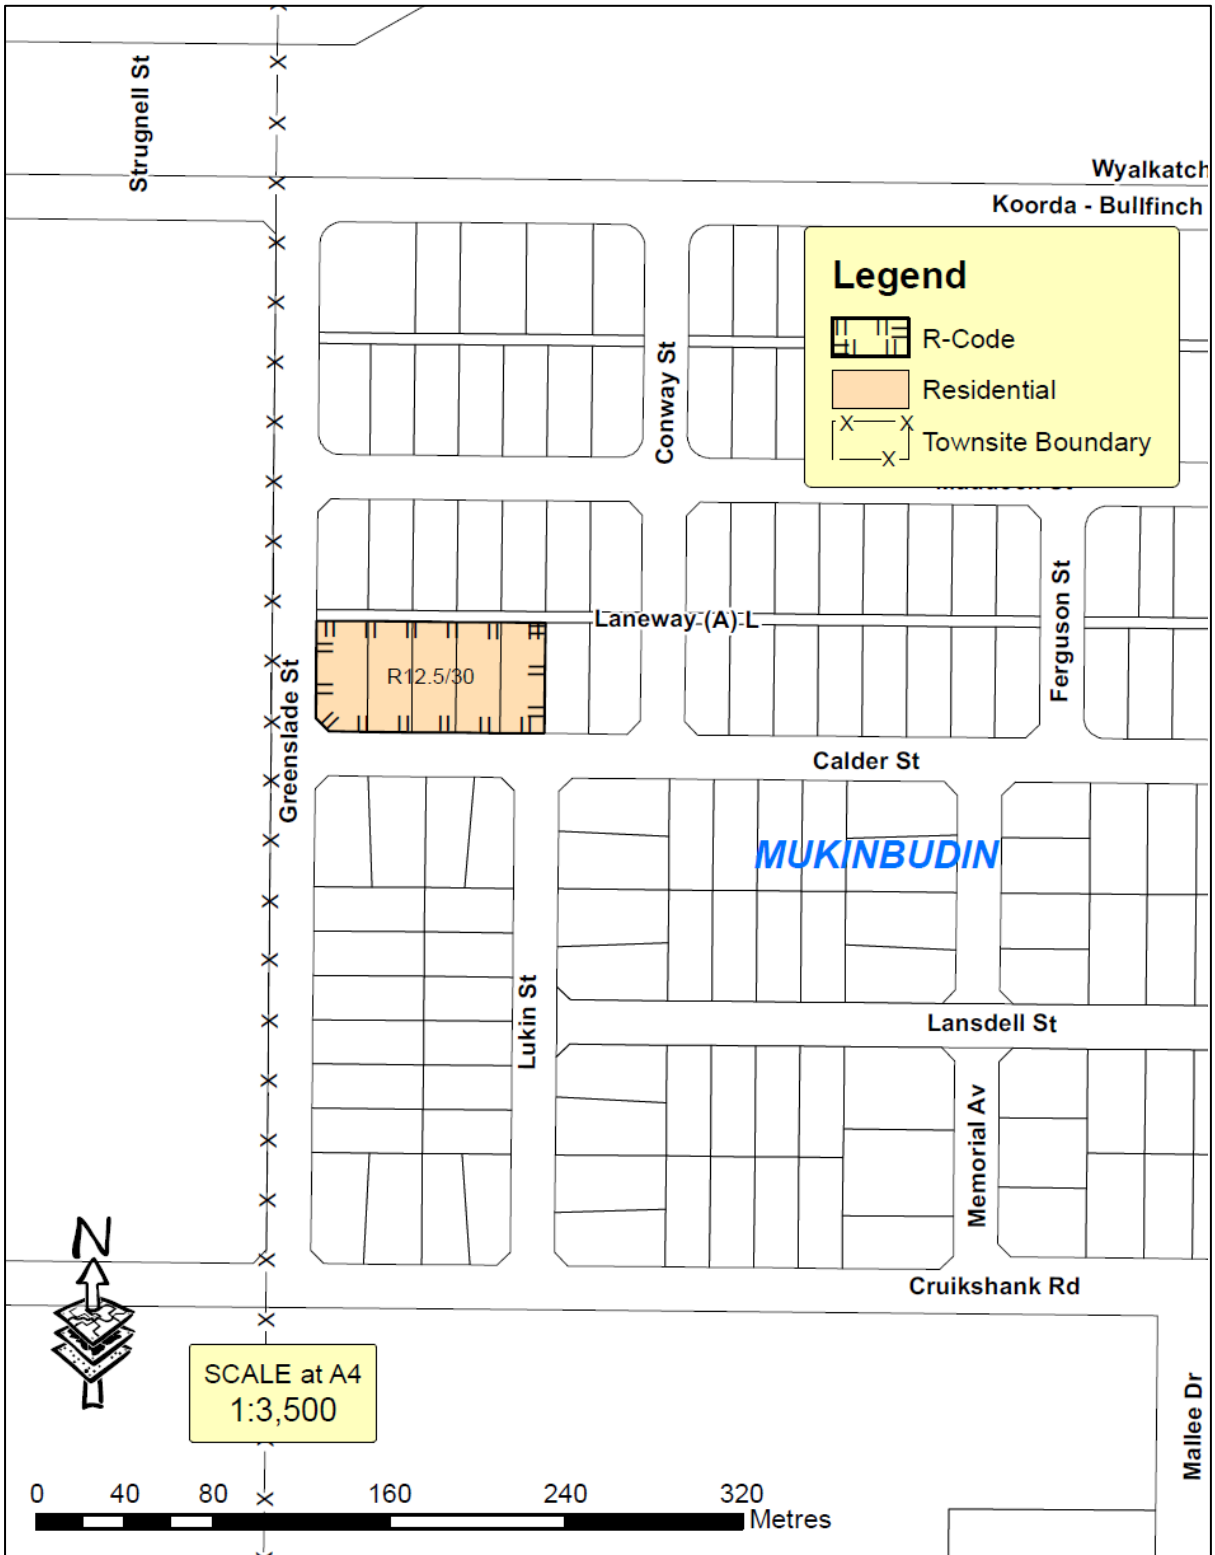 Strugnell St
Wyalkatch
Koorda - Bullfinch
Legend
R-Code
Residential
Townsite Boundary
Conway St
Laneway (A) L
Ferguson St
R12.5/30
Greenslade St
Calder St
MUKINBUDIN
Lukin St
Lansdell St
Memorial Av
N
Cruikshank Rd
SCALE at A4
1:3,500
Mallee Dr
0 40 80 160 240 320
Metres